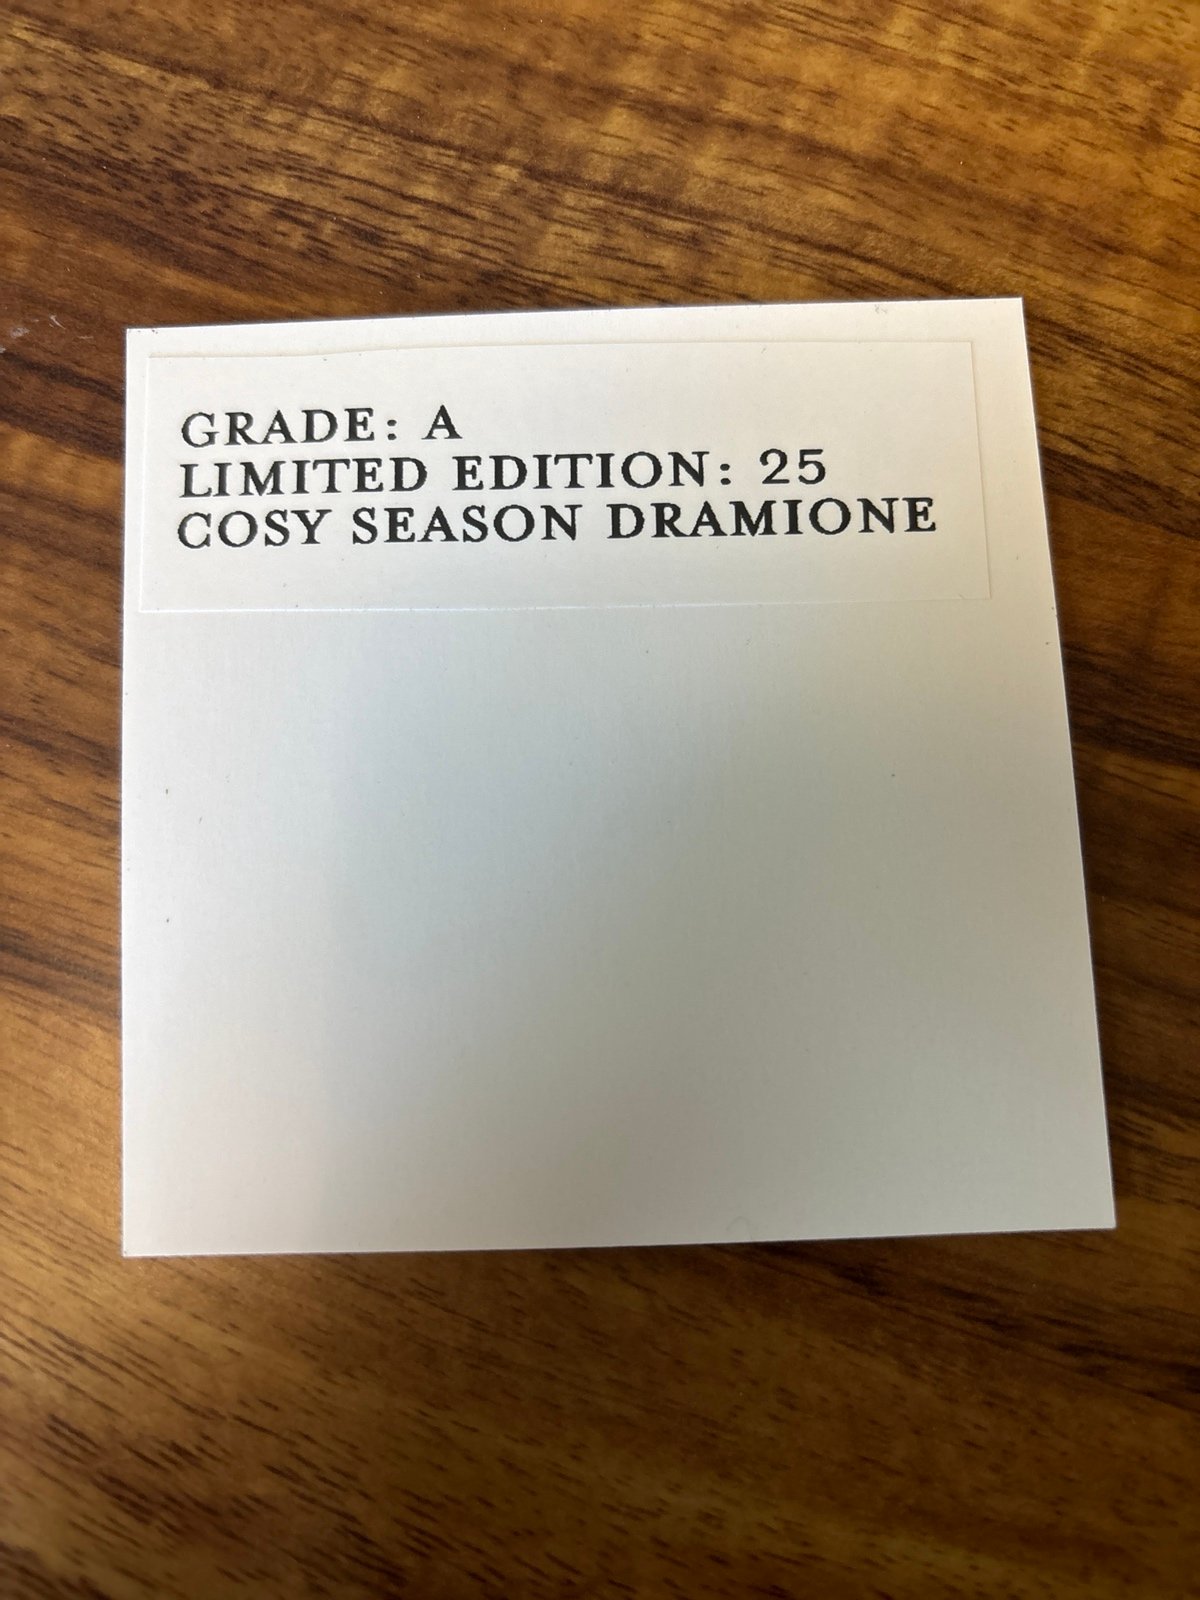 GRADE: A
LIMITED EDITION: 25
COSY SEASON DRAMIONE